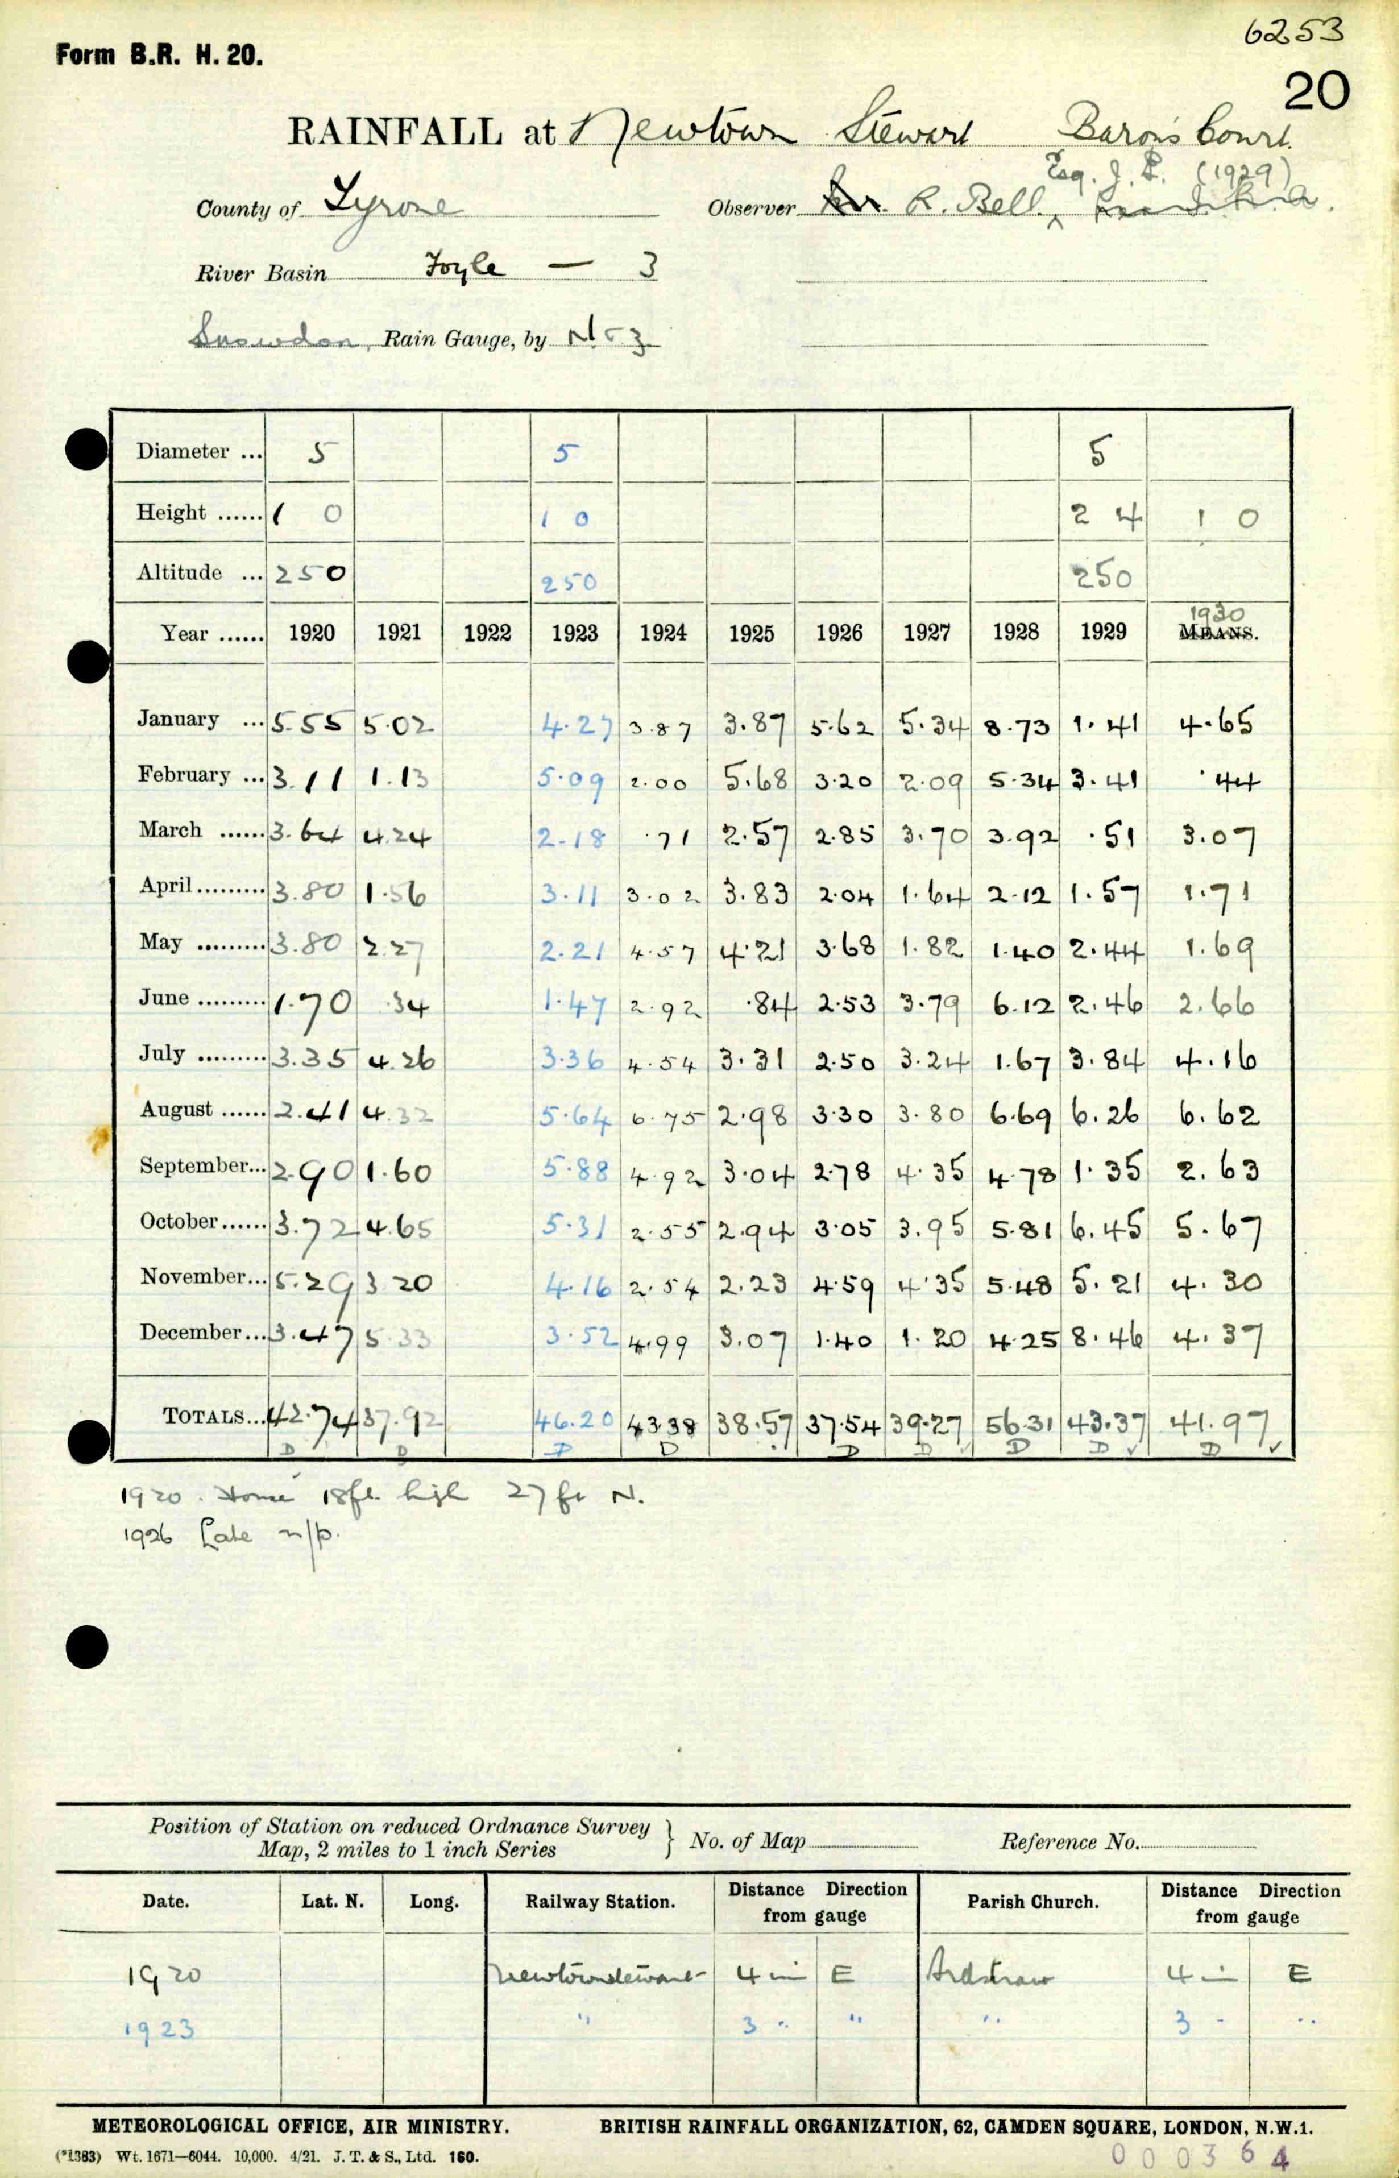 6253
Form B.R. H. 20.
20
RAINFALL at Newtown Stewart Baron's Court.
Esq. J. P. (1929)
County of Tyrone Observer R. Bell
River Basin Foyle — 3
Snowdon Rain Gauge, by N & Z
Diameter ... 5 5 5
Height ...... 1 0 1 0 2 4 1 0
Altitude ... 250 250 250
1930
Year ...... 1920 1921 1922 1923 1924 1925 1926 1927 1928 1929 MEANS.
January ... 5.55 5.02 4.27 3.87 3.87 5.62 5.34 8.73 1.41 4.65
February ... 3.11 1.13 5.09 2.00 5.68 3.20 2.09 5.34 3.41 .44
March ...... 3.64 4.24 2.18 .71 2.57 2.85 3.70 3.92 .51 3.07
April......... 3.80 1.56 3.11 3.02 3.83 2.04 1.64 2.12 1.57 1.71
May ......... 3.80 2.27 2.21 4.57 4.21 3.68 1.82 1.40 2.44 1.69
June ......... 1.70 .34 1.47 2.92 .84 2.53 3.79 6.12 2.46 2.66
July ......... 3.35 4.26 3.36 4.54 3.31 2.50 3.24 1.67 3.84 4.16
August ...... 2.41 4.32 5.64 6.75 2.98 3.30 3.80 6.69 6.26 6.62
September... 2.90 1.60 5.88 4.92 3.04 2.78 4.35 4.78 1.35 2.63
October...... 3.72 4.65 5.31 2.55 2.94 3.05 3.95 5.81 6.45 5.67
November... 5.29 3.20 4.16 2.54 2.23 4.59 4.35 5.48 5.21 4.30
December... 3.47 5.33 3.52 4.99 3.07 1.40 1.20 4.25 8.46 4.37
TOTALS... 42.74 37.92 46.20 43.38 38.57 37.54 39.27 56.31 43.37 41.97
D D D D D D D D D
1920 Home 18ft. high 27 ft N.
1926 Late n/p.
Position of Station on reduced Ordnance Survey
Map, 2 miles to 1 inch Series } No. of Map Reference No.
Date. Lat. N. Long. Railway Station. Distance Direction from gauge Parish Church. Distance Direction from gauge
1920 Newtownstewart 4 mi E Ardstraw 4 mi E
1923 " 3 " " " 3 " "
METEOROLOGICAL OFFICE, AIR MINISTRY. BRITISH RAINFALL ORGANIZATION, 62, CAMDEN SQUARE, LONDON, N.W.1.
(*1383) Wt. 1671—6044. 10,000. 4/21. J. T. & S., Ltd. 160.
000364